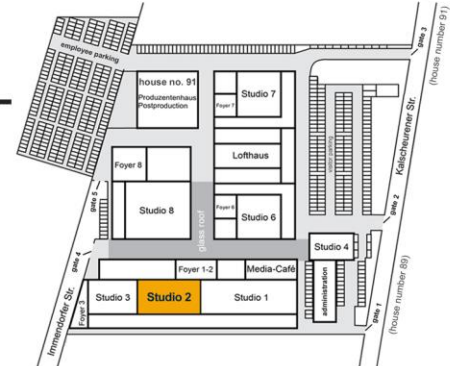 employee parking
house no. 91
Produzentenhaus
Postproduction
Studio 7
Foyer 7
Lofthaus
Foyer 8
Studio 8
glass roof
Foyer 6
Studio 6
visitor parking
gate 3
(house number 91)
Kalscheurener Str.
gate 2
gate 5
gate 4
Studio 4
Foyer 1-2
Media-Café
administration
Immendorfer Str.
Foyer 3
Studio 3
Studio 2
Studio 1
gate 1
(house number 89)